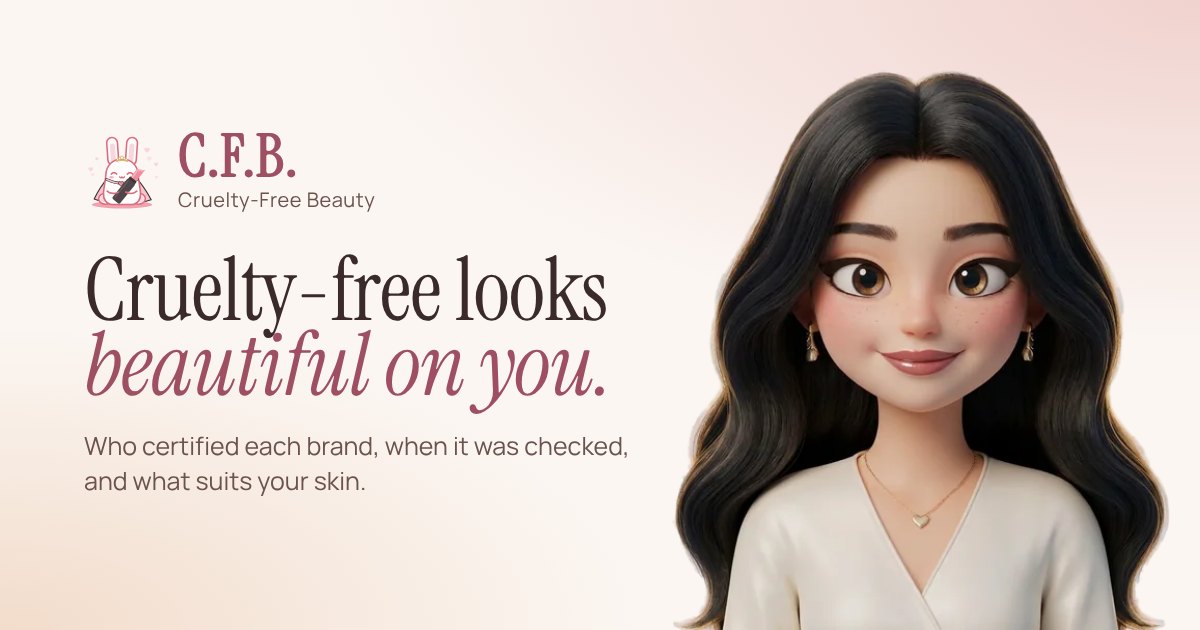 C.F.B.
Cruelty-Free Beauty
Cruelty-free looks
beautiful on you.
Who certified each brand, when it was checked,
and what suits your skin.